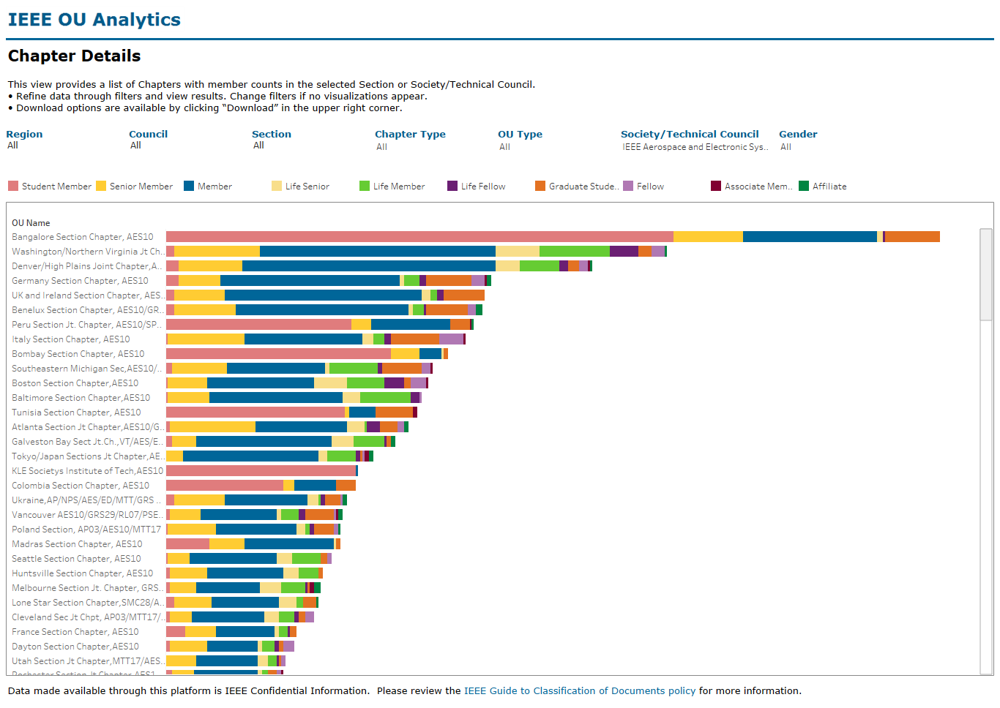 IEEE OU Analytics
Chapter Details
This view provides a list of Chapters with member counts in the selected Section or Society/Technical Council.
• Refine data through filters and view results. Change filters if no visualizations appear.
• Download options are available by clicking “Download” in the upper right corner.
Region Council Section Chapter Type OU Type Society/Technical Council Gender
All All All All All IEEE Aerospace and Electronic Sys.. All
Student Member Senior Member Member Life Senior Life Member Life Fellow Graduate Stude.. Fellow Associate Mem.. Affiliate
OU Name
Bangalore Section Chapter, AES10
Washington/Northern Virginia Jt Ch..
Denver/High Plains Joint Chapter,A..
Germany Section Chapter, AES10
UK and Ireland Section Chapter, AES..
Benelux Section Chapter, AES10/GR..
Peru Section Jt. Chapter, AES10/SP..
Italy Section Chapter, AES10
Bombay Section Chapter, AES10
Southeastern Michigan Sec,AES10/..
Boston Section Chapter,AES10
Baltimore Section Chapter,AES10
Tunisia Section Chapter, AES10
Atlanta Section Jt Chapter,AES10/G..
Galveston Bay Sect Jt.Ch.,VT/AES/E..
Tokyo/Japan Sections Jt Chapter,AE..
KLE Societys Institute of Tech,AES10
Colombia Section Chapter, AES10
Ukraine,AP/NPS/AES/ED/MTT/GRS ..
Vancouver AES10/GRS29/RL07/PSE..
Poland Section, AP03/AES10/MTT17
Madras Section Chapter, AES10
Seattle Section Chapter, AES10
Huntsville Section Chapter, AES10
Melbourne Section Jt. Chapter, GRS..
Lone Star Section Chapter,SMC28/A..
Cleveland Sec Jt Chpt, AP03/MTT17/..
France Section Chapter, AES10
Dayton Section Chapter,AES10
Utah Section Jt Chapter,MTT17/AES..
Rochester Section Jt Chapter AES1..
Data made available through this platform is IEEE Confidential Information. Please review the IEEE Guide to Classification of Documents policy for more information.